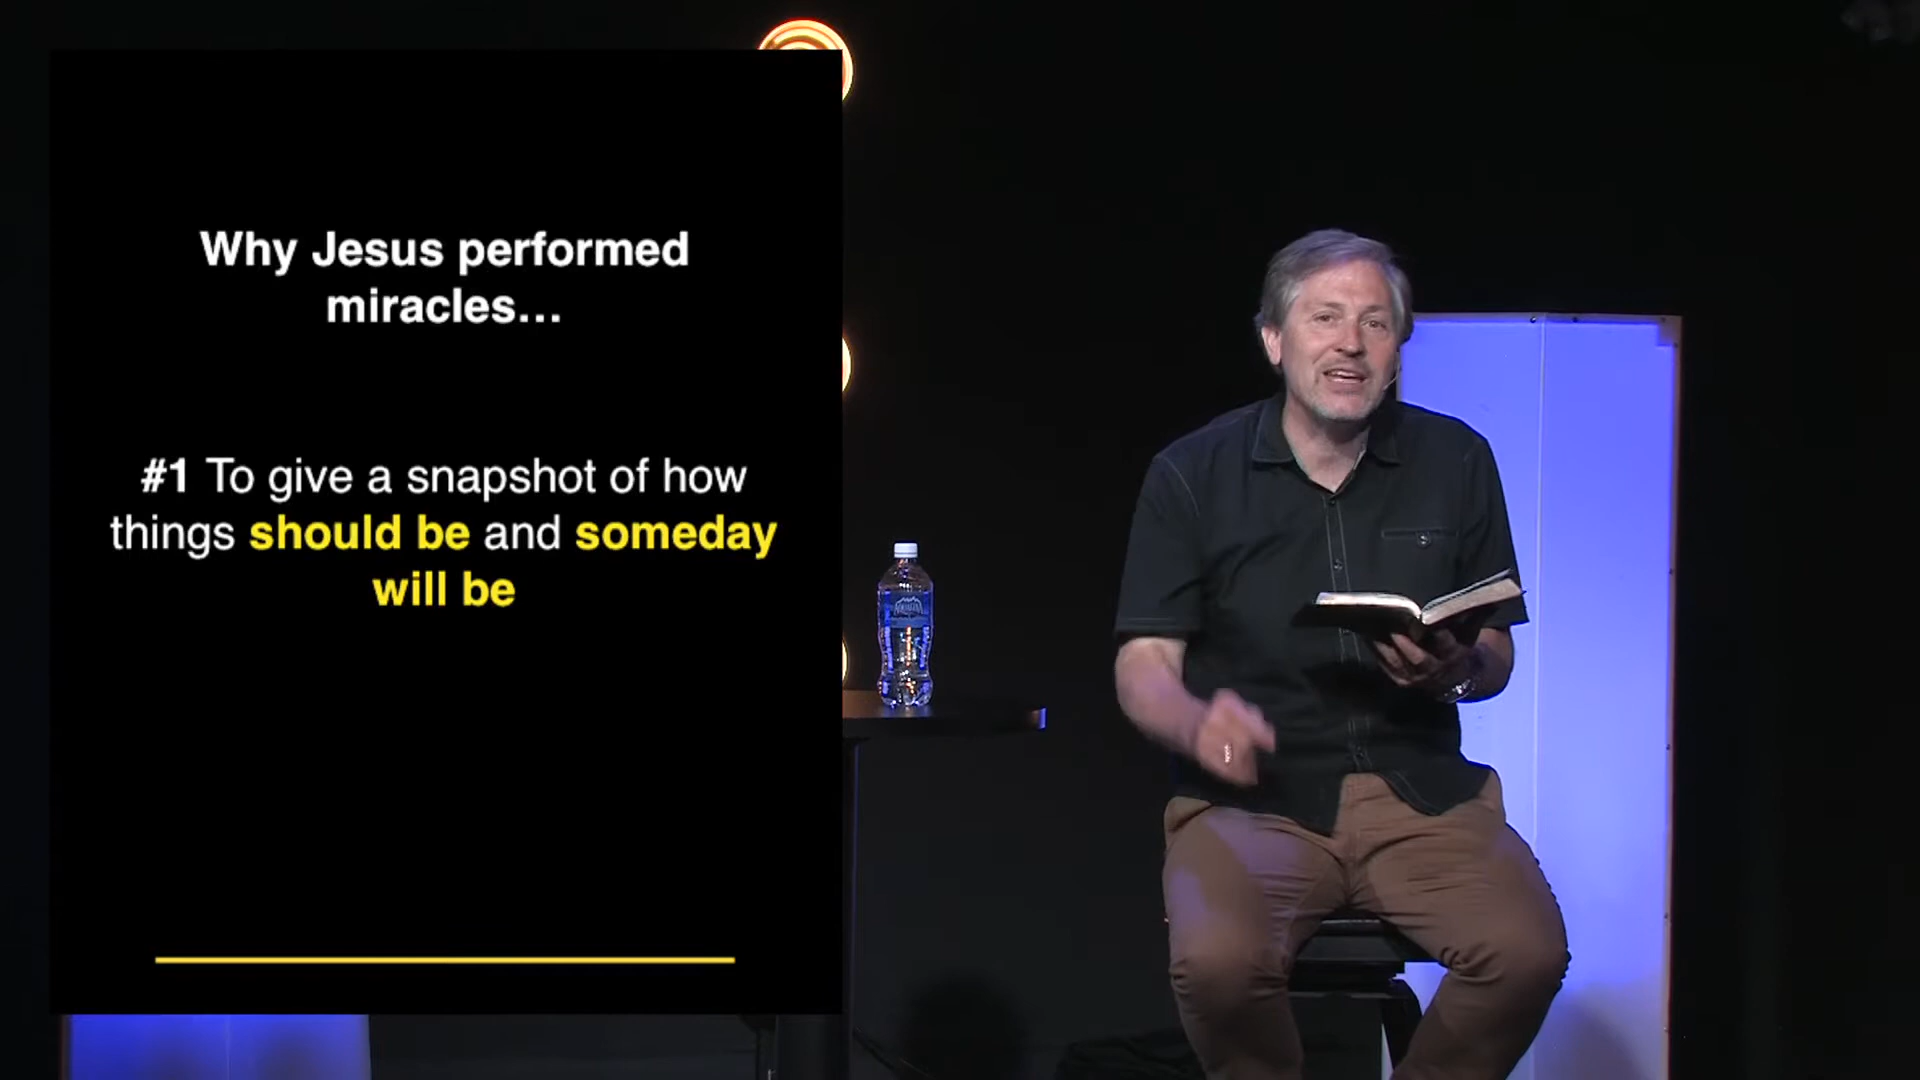 Why Jesus performed
miracles...
#1 To give a snapshot of how
things should be and someday
will be